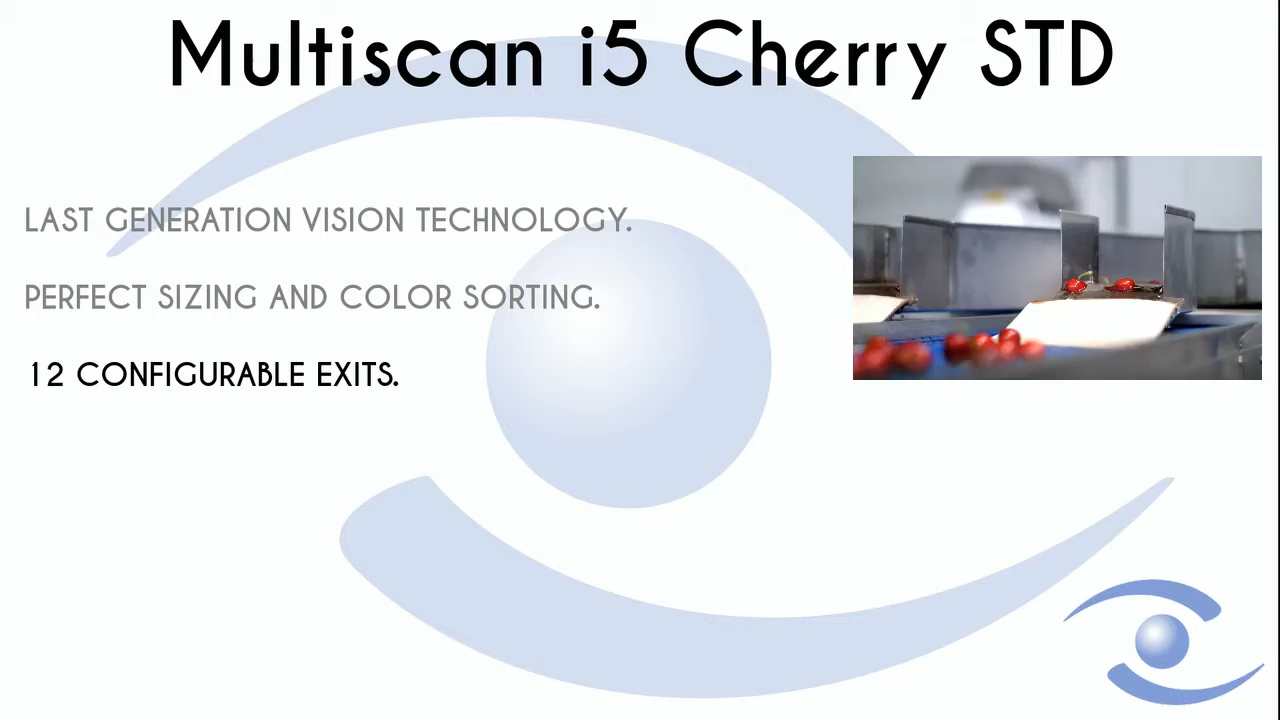 Multiscan i5 Cherry STD
LAST GENERATION VISION TECHNOLOGY.
PERFECT SIZING AND COLOR SORTING.
12 CONFIGURABLE EXITS.